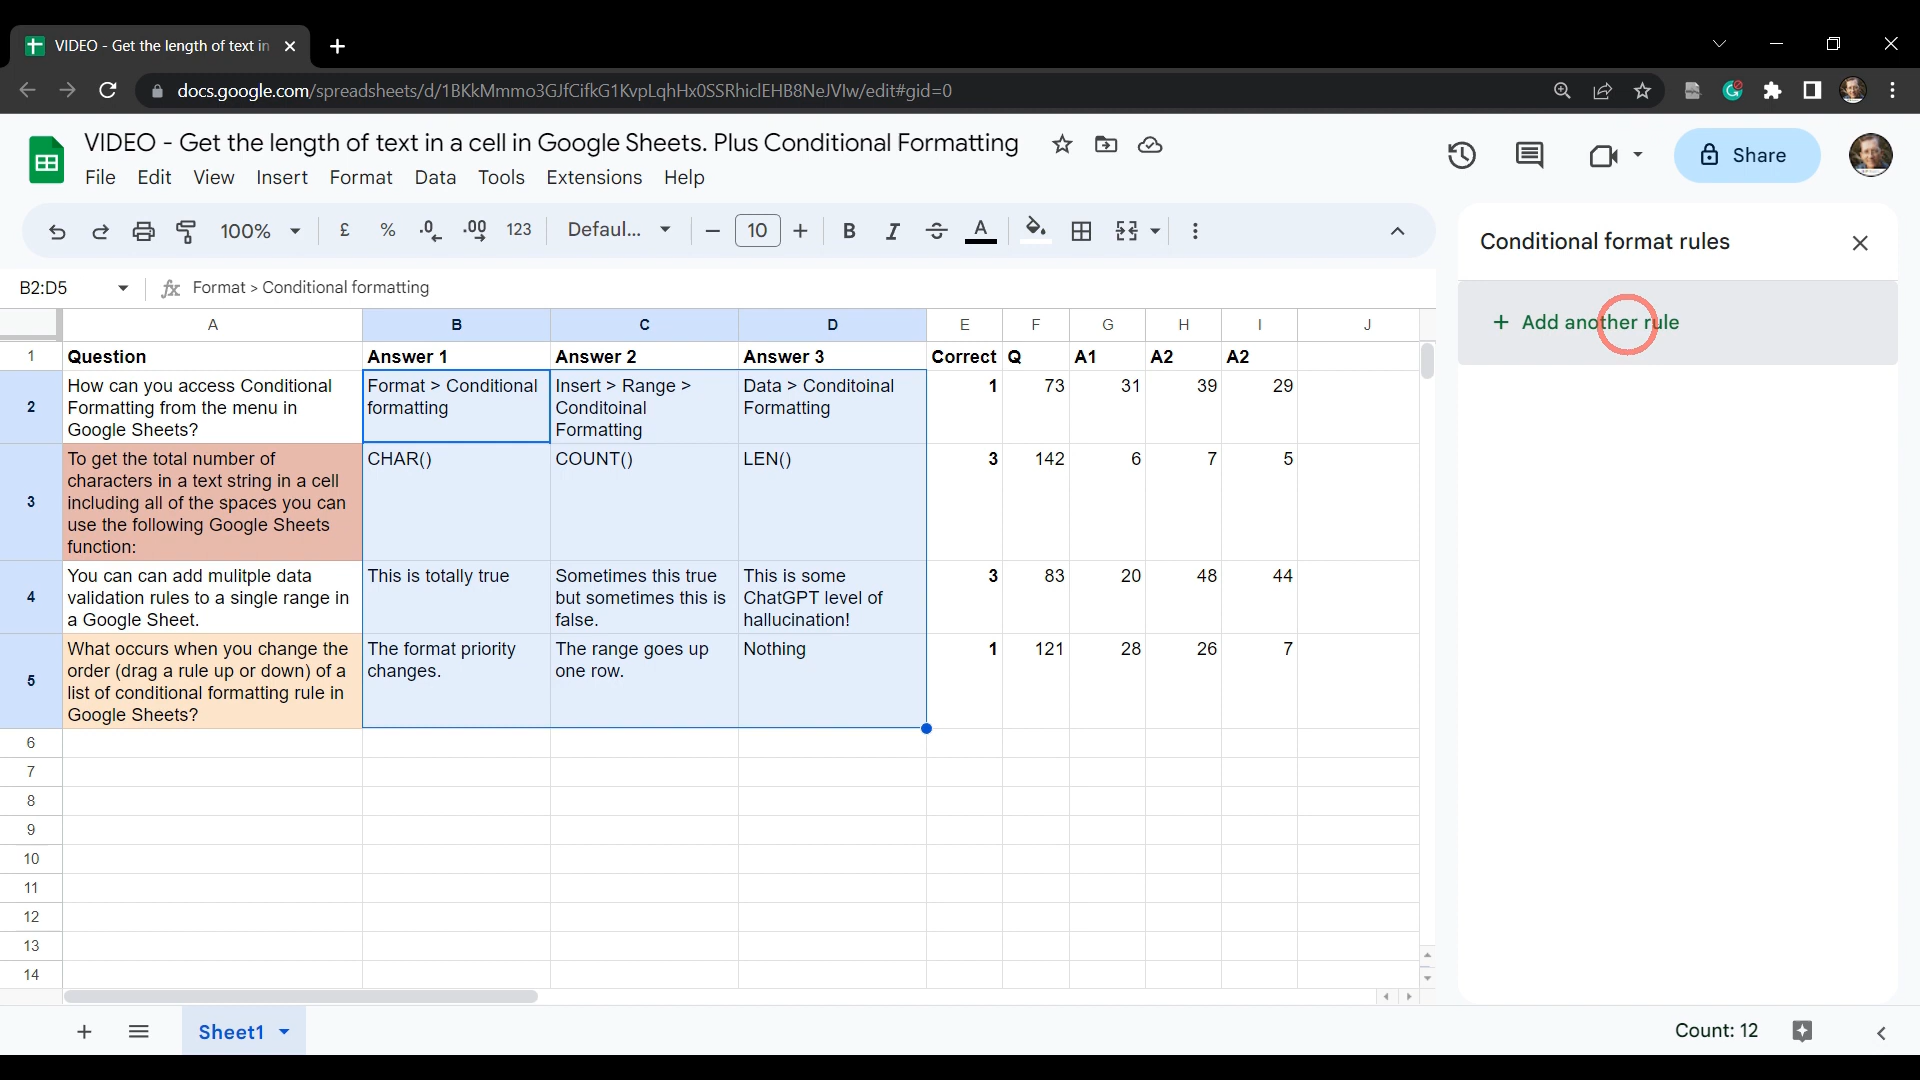 VIDEO - Get the length of text in
docs.google.com/spreadsheets/d/1BKkMmmo3GJfCifkG1KvpLqhHx0SSRhiclEHB8NeJVIw/edit#gid=0
VIDEO - Get the length of text in a cell in Google Sheets. Plus Conditional Formatting
File Edit View Insert Format Data Tools Extensions Help
Share
100% £ % .0 .00 123 Defaul... 10 B I S A
Conditional format rules
B2:D5 fx Format > Conditional formatting
+ Add another rule
A B C D E F G H I J
1 Question Answer 1 Answer 2 Answer 3 Correct Q A1 A2 A2
2
How can you access Conditional
Formatting from the menu in
Google Sheets?
Format > Conditional
formatting
Insert > Range >
Conditoinal
Formatting
Data > Conditoinal
Formatting
1 73 31 39 29
3
To get the total number of
characters in a text string in a cell
including all of the spaces you can
use the following Google Sheets
function:
CHAR()
COUNT()
LEN()
3 142 6 7 5
4
You can can add mulitple data
validation rules to a single range in
a Google Sheet.
This is totally true
Sometimes this true
but sometimes this is
false.
This is some
ChatGPT level of
hallucination!
3 83 20 48 44
5
What occurs when you change the
order (drag a rule up or down) of a
list of conditional formatting rule in
Google Sheets?
The format priority
changes.
The range goes up
one row.
Nothing
1 121 28 26 7
6
7
8
9
10
11
12
13
14
Sheet1
Count: 12